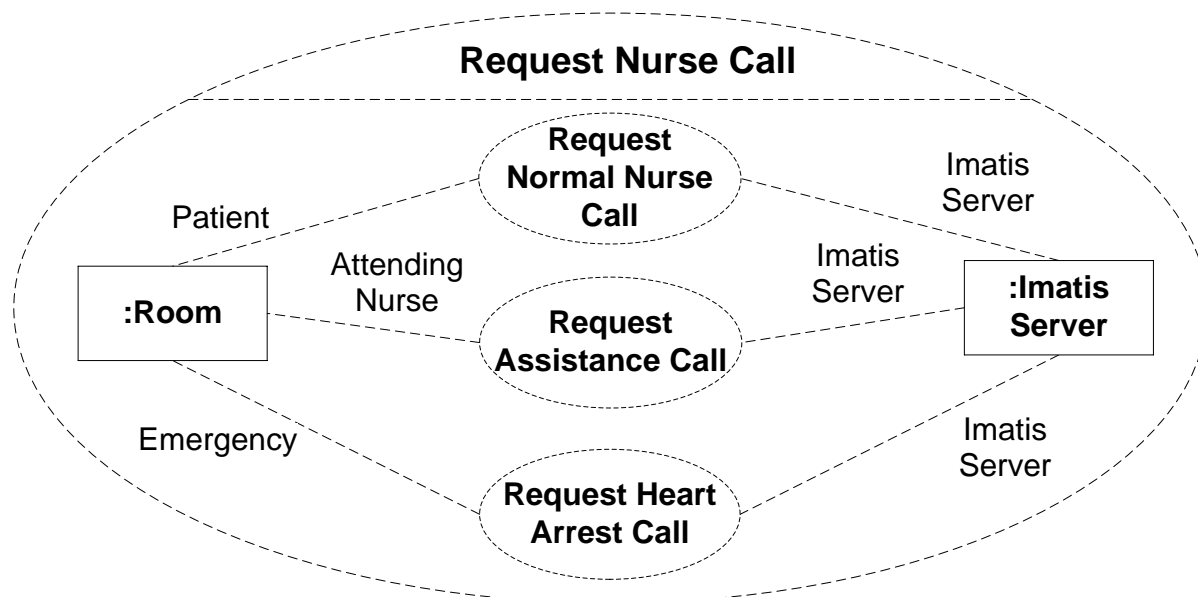 Request Nurse Call
Request
Normal Nurse
Call
Imatis
Server
Patient
Attending
Nurse
Imatis
Server
:Room
Request
Assistance Call
:Imatis
Server
Emergency
Request Heart
Arrest Call
Imatis
Server